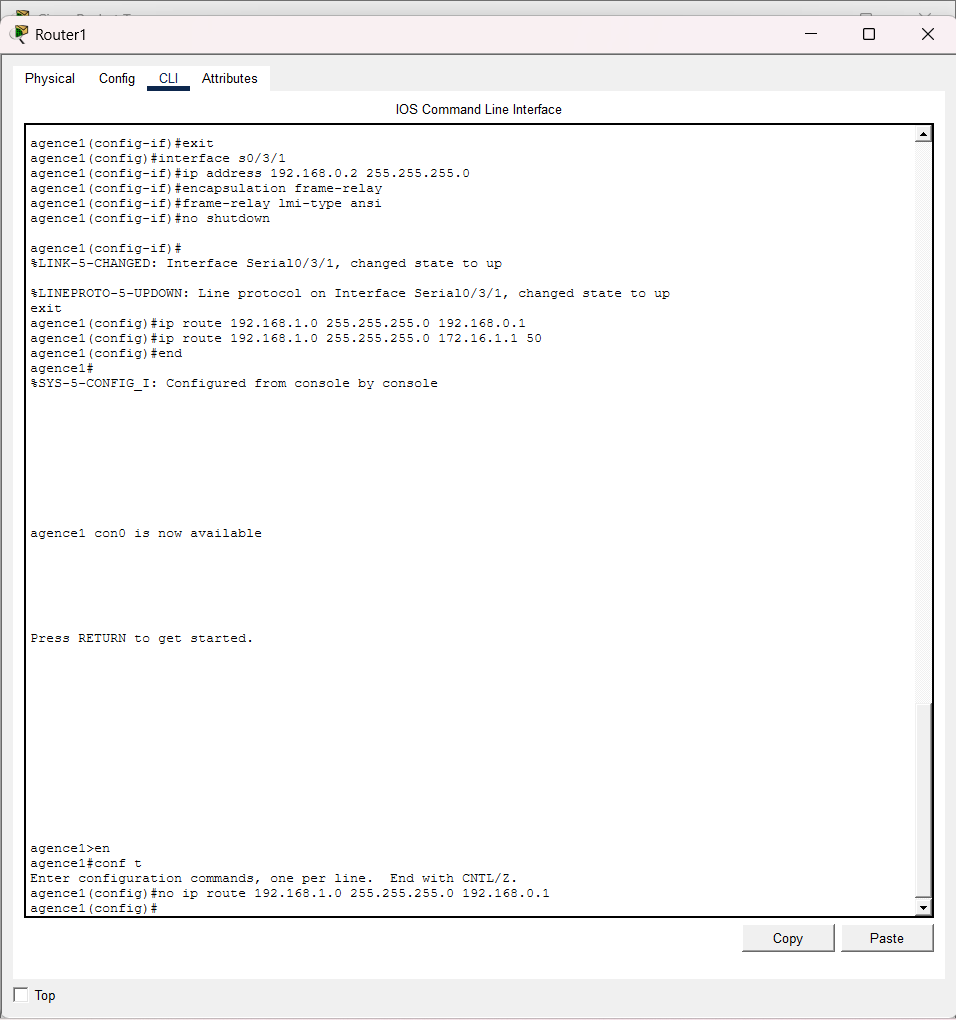 Router1
Physical Config CLI Attributes
IOS Command Line Interface
agence1(config-if)#exit
agence1(config)#interface s0/3/1
agence1(config-if)#ip address 192.168.0.2 255.255.255.0
agence1(config-if)#encapsulation frame-relay
agence1(config-if)#frame-relay lmi-type ansi
agence1(config-if)#no shutdown
agence1(config-if)#
%LINK-5-CHANGED: Interface Serial0/3/1, changed state to up
%LINEPROTO-5-UPDOWN: Line protocol on Interface Serial0/3/1, changed state to up
exit
agence1(config)#ip route 192.168.1.0 255.255.255.0 192.168.0.1
agence1(config)#ip route 192.168.1.0 255.255.255.0 172.16.1.1 50
agence1(config)#end
agence1#
%SYS-5-CONFIG_I: Configured from console by console
agence1 con0 is now available
Press RETURN to get started.
agence1>en
agence1#conf t
Enter configuration commands, one per line.  End with CNTL/Z.
agence1(config)#no ip route 192.168.1.0 255.255.255.0 192.168.0.1
agence1(config)#
Copy Paste
Top